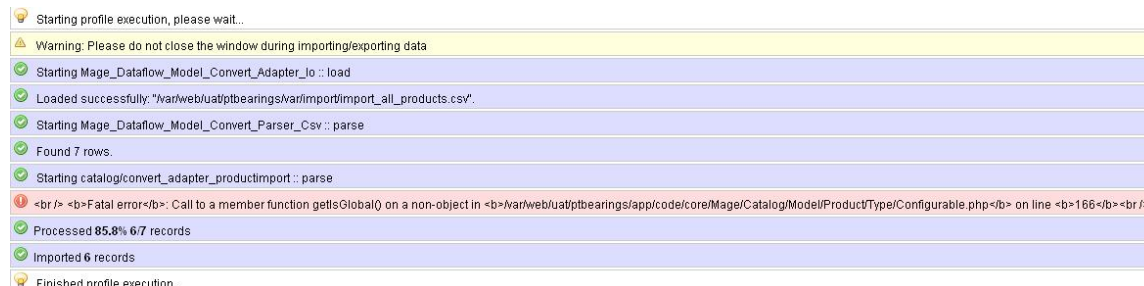 Starting profile execution, please wait...
Warning: Please do not close the window during importing/exporting data
Starting Mage_Dataflow_Model_Convert_Adapter_Io :: load
Loaded successfully: "/var/web/uat/ptbearings/var/import/import_all_products.csv".
Starting Mage_Dataflow_Model_Convert_Parser_Csv :: parse
Found 7 rows.
Starting catalog/convert_adapter_productimport :: parse
<br /> <b>Fatal error</b>: Call to a member function getIsGlobal() on a non-object in <b>/var/web/uat/ptbearings/app/code/core/Mage/Catalog/Model/Product/Type/Configurable.php</b> on line <b>166</b><br /
Processed 85.8% 6/7 records
Imported 6 records
Finished profile execution